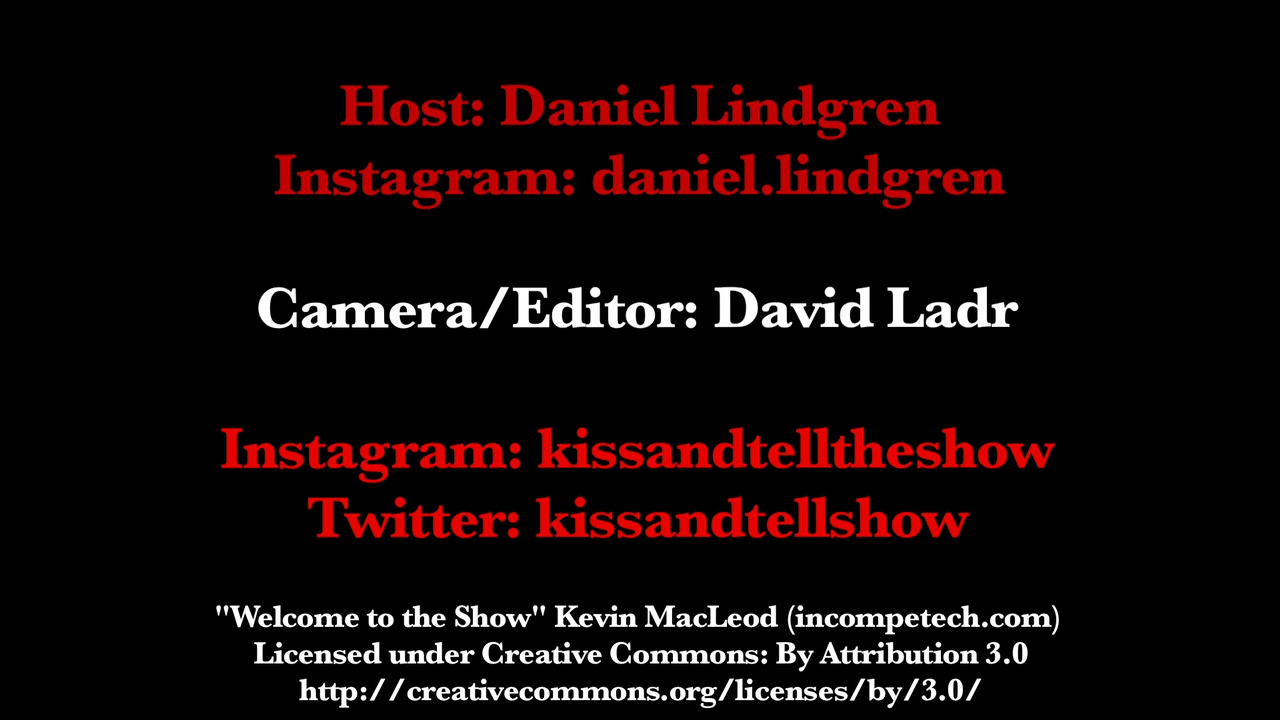 Host: Daniel Lindgren
Instagram: daniel.lindgren
Camera/Editor: David Ladr
Instagram: kissandtelltheshow
Twitter: kissandtellshow
"Welcome to the Show" Kevin MacLeod (incompetech.com)
Licensed under Creative Commons: By Attribution 3.0
http://creativecommons.org/licenses/by/3.0/